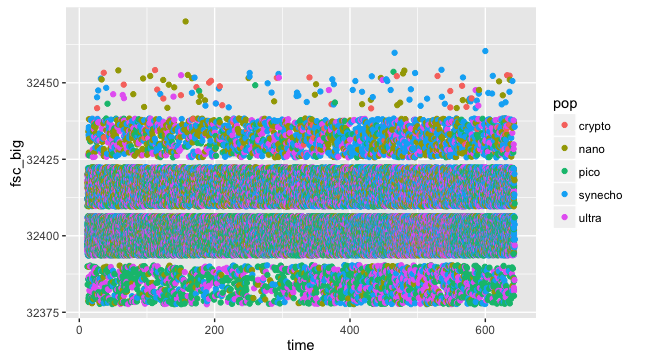 32450
32425
32400
32375
fsc_big
0
200
400
600
time
pop
crypto
nano
pico
synecho
ultra